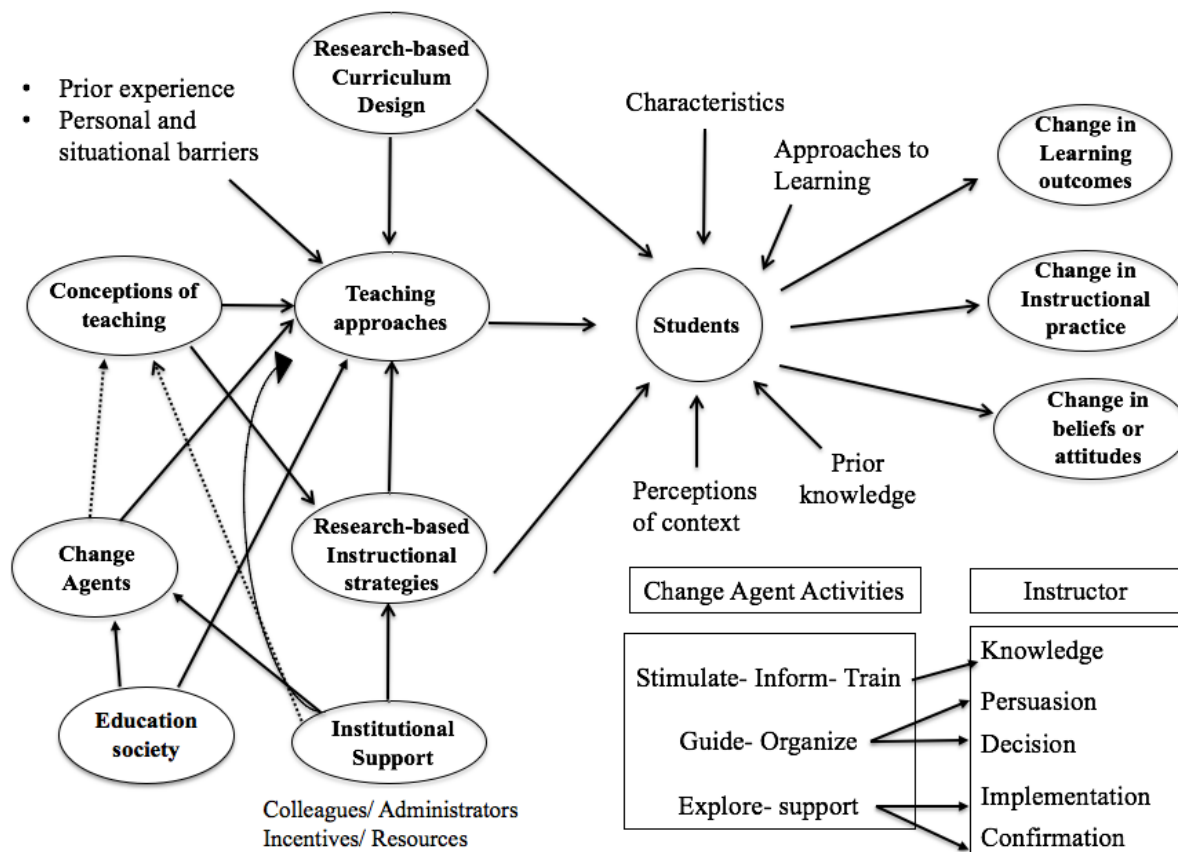 Research-based
Curriculum
Design
• Prior experience
• Personal and
situational barriers
Characteristics
Approaches to
Learning
Change in
Learning
outcomes
Conceptions of
teaching
Teaching
approaches
Students
Change in
Instructional
practice
Change in
beliefs or
attitudes
Prior
knowledge
Perceptions
of context
Change
Agents
Research-based
Instructional
strategies
Education
society
Institutional
Support
Colleagues/ Administrators
Incentives/ Resources
Change Agent Activities
Instructor
Stimulate- Inform- Train
Knowledge
Persuasion
Guide- Organize
Decision
Explore- support
Implementation
Confirmation